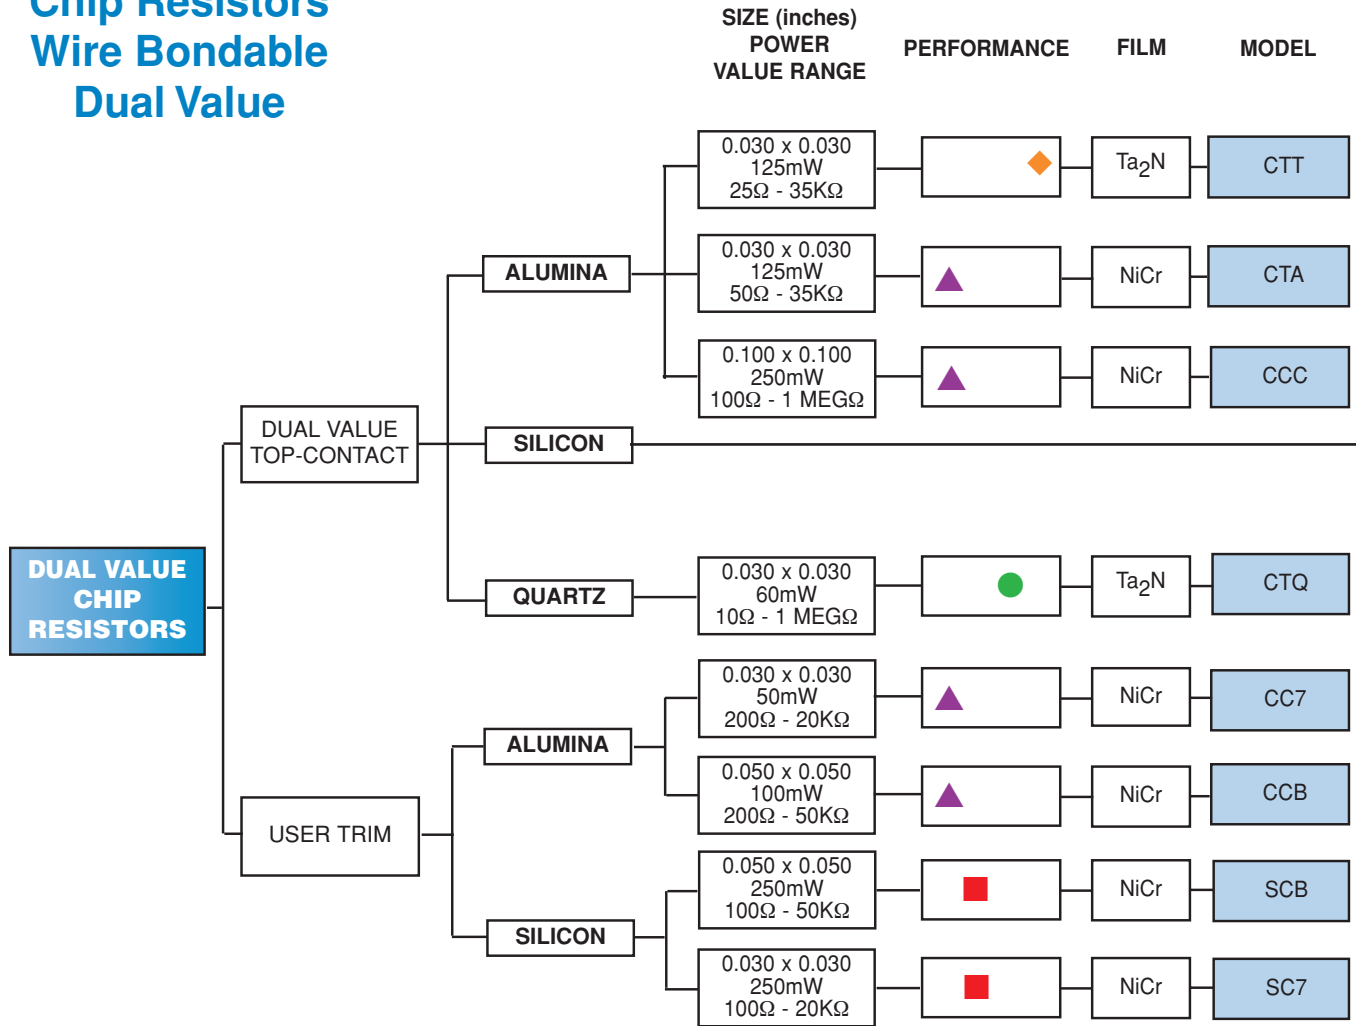 Chip Resistors
Wire Bondable
Dual Value
SIZE (inches)
POWER
VALUE RANGE
PERFORMANCE
FILM
MODEL
0.030 x 0.030
125mW
25Ω - 35KΩ
Ta2N
CTT
ALUMINA
0.030 x 0.030
125mW
50Ω - 35KΩ
NiCr
CTA
0.100 x 0.100
250mW
100Ω - 1 MEGΩ
NiCr
CCC
DUAL VALUE
TOP-CONTACT
SILICON
DUAL VALUE
CHIP
RESISTORS
QUARTZ
0.030 x 0.030
60mW
10Ω - 1 MEGΩ
Ta2N
CTQ
0.030 x 0.030
50mW
200Ω - 20KΩ
NiCr
CC7
ALUMINA
0.050 x 0.050
100mW
200Ω - 50KΩ
NiCr
CCB
USER TRIM
0.050 x 0.050
250mW
100Ω - 50KΩ
NiCr
SCB
SILICON
0.030 x 0.030
250mW
100Ω - 20KΩ
NiCr
SC7